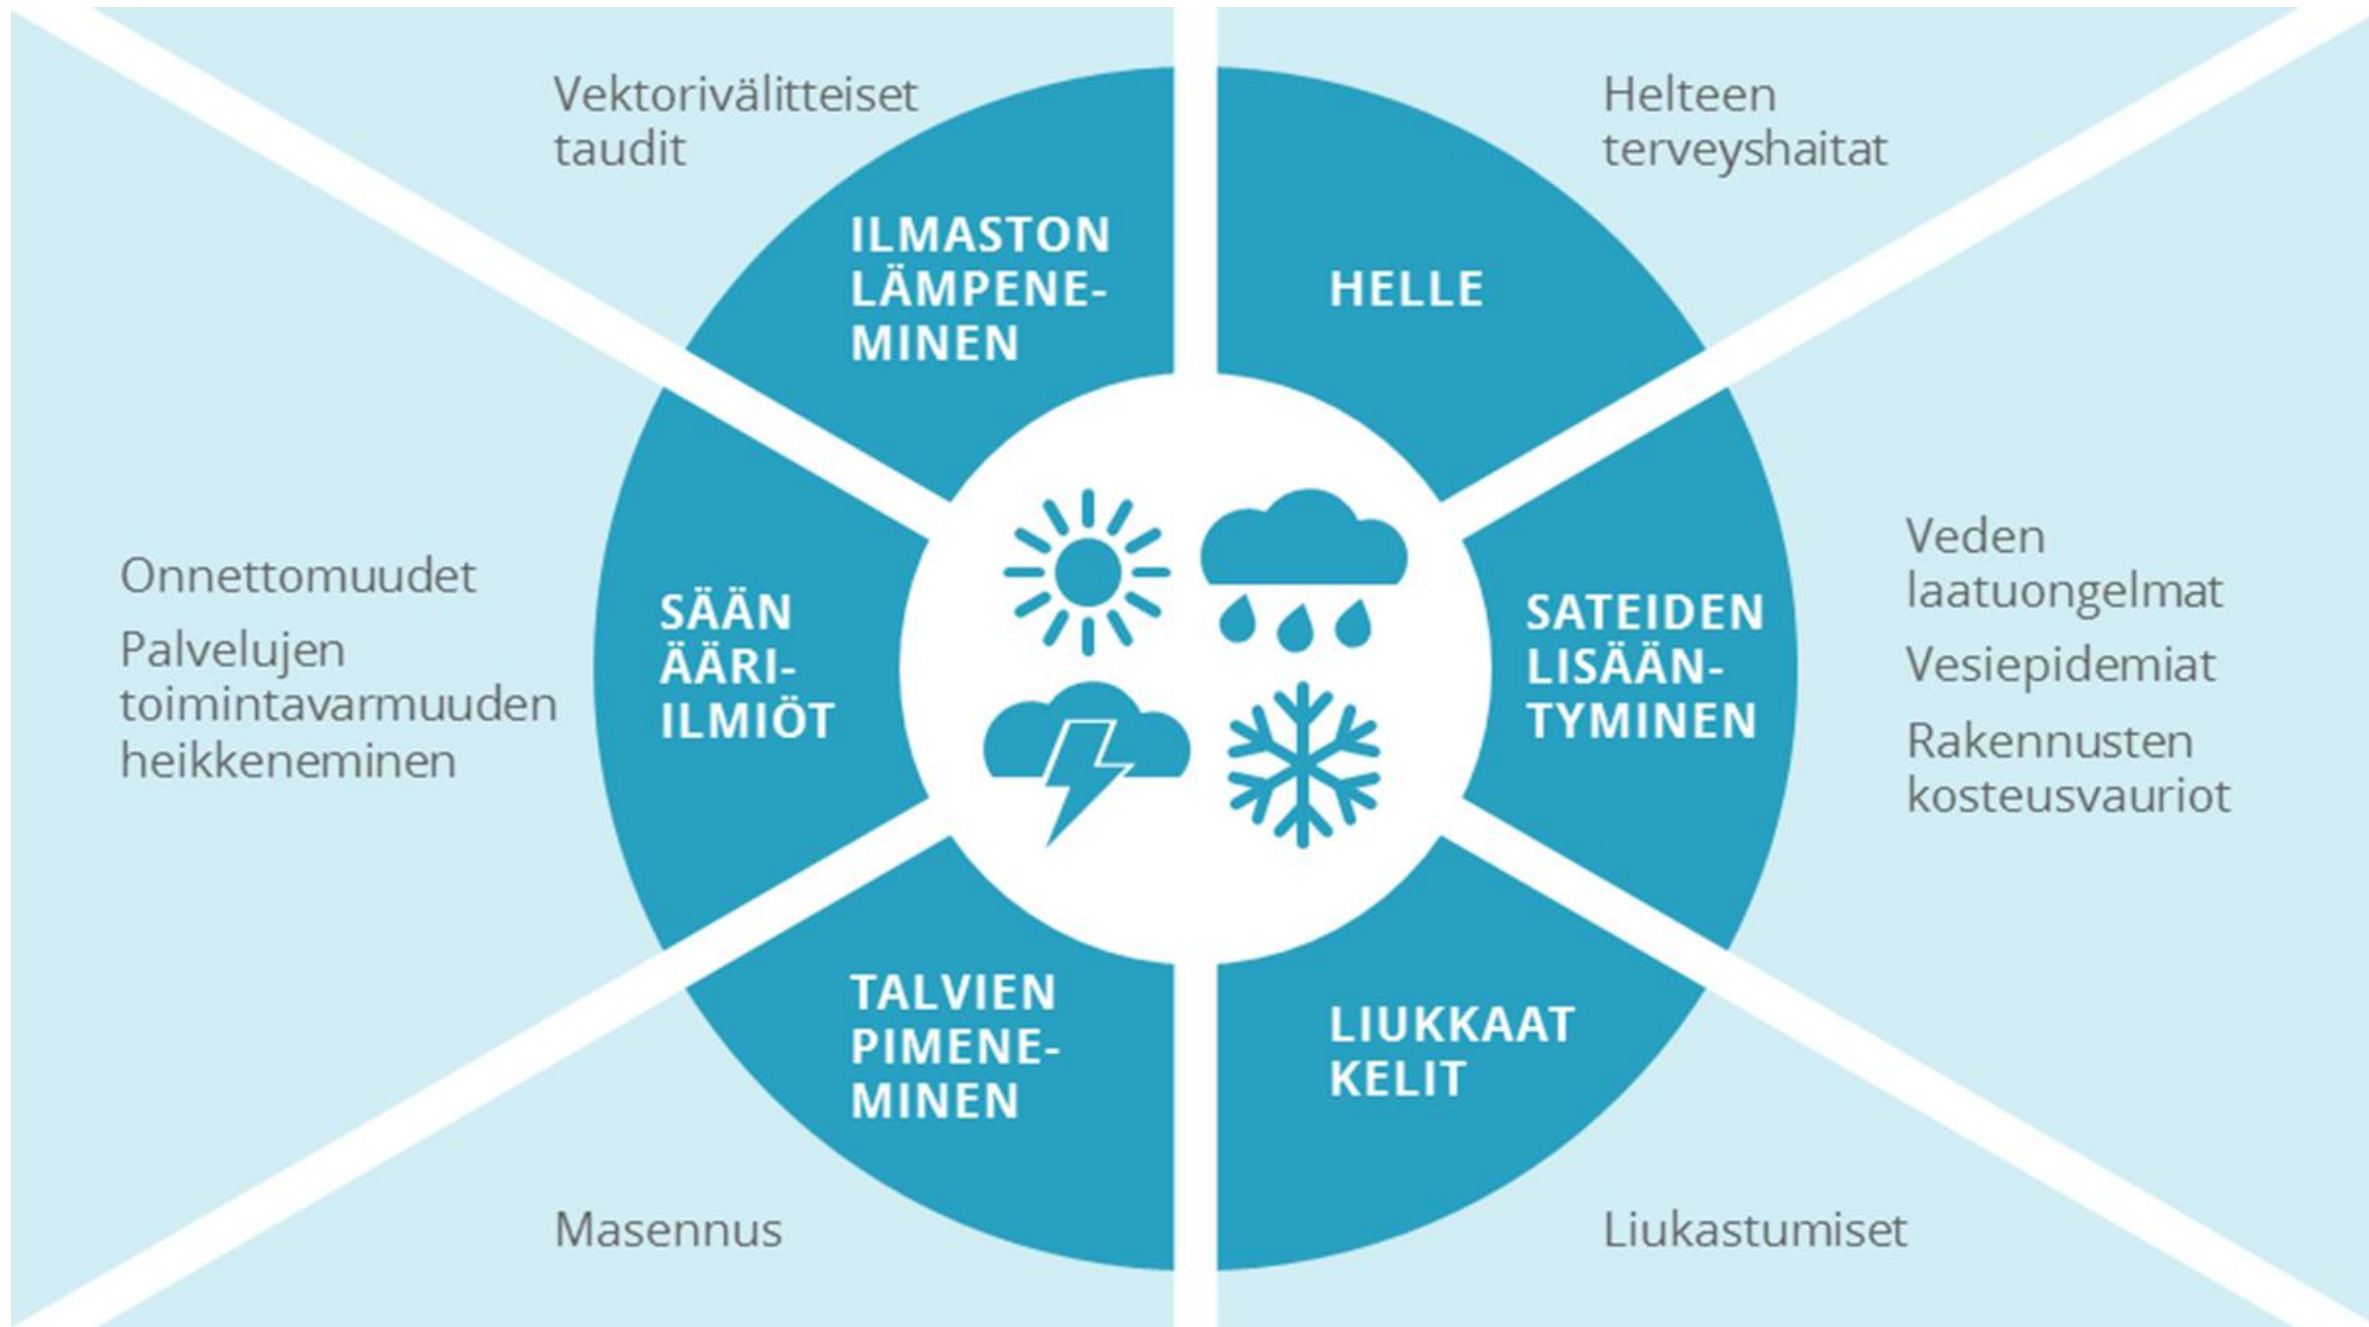 Vektorivälitteiset
taudit
ILMASTON
LÄMPENE-
MINEN
Helteen
terveyshaitat
HELLE
Veden
laatuongelmat
Vesiepidemiat
Rakennusten
kosteusvauriot
SATEIDEN
LISÄÄN-
TYMINEN
Liukastumiset
LIUKKAAT
KELIT
Masennus
TALVIEN
PIMENE-
MINEN
Onnettomuudet
Palvelujen
toimintavarmuuden
heikkeneminen
SÄÄN
ÄÄRI-
ILMIÖT